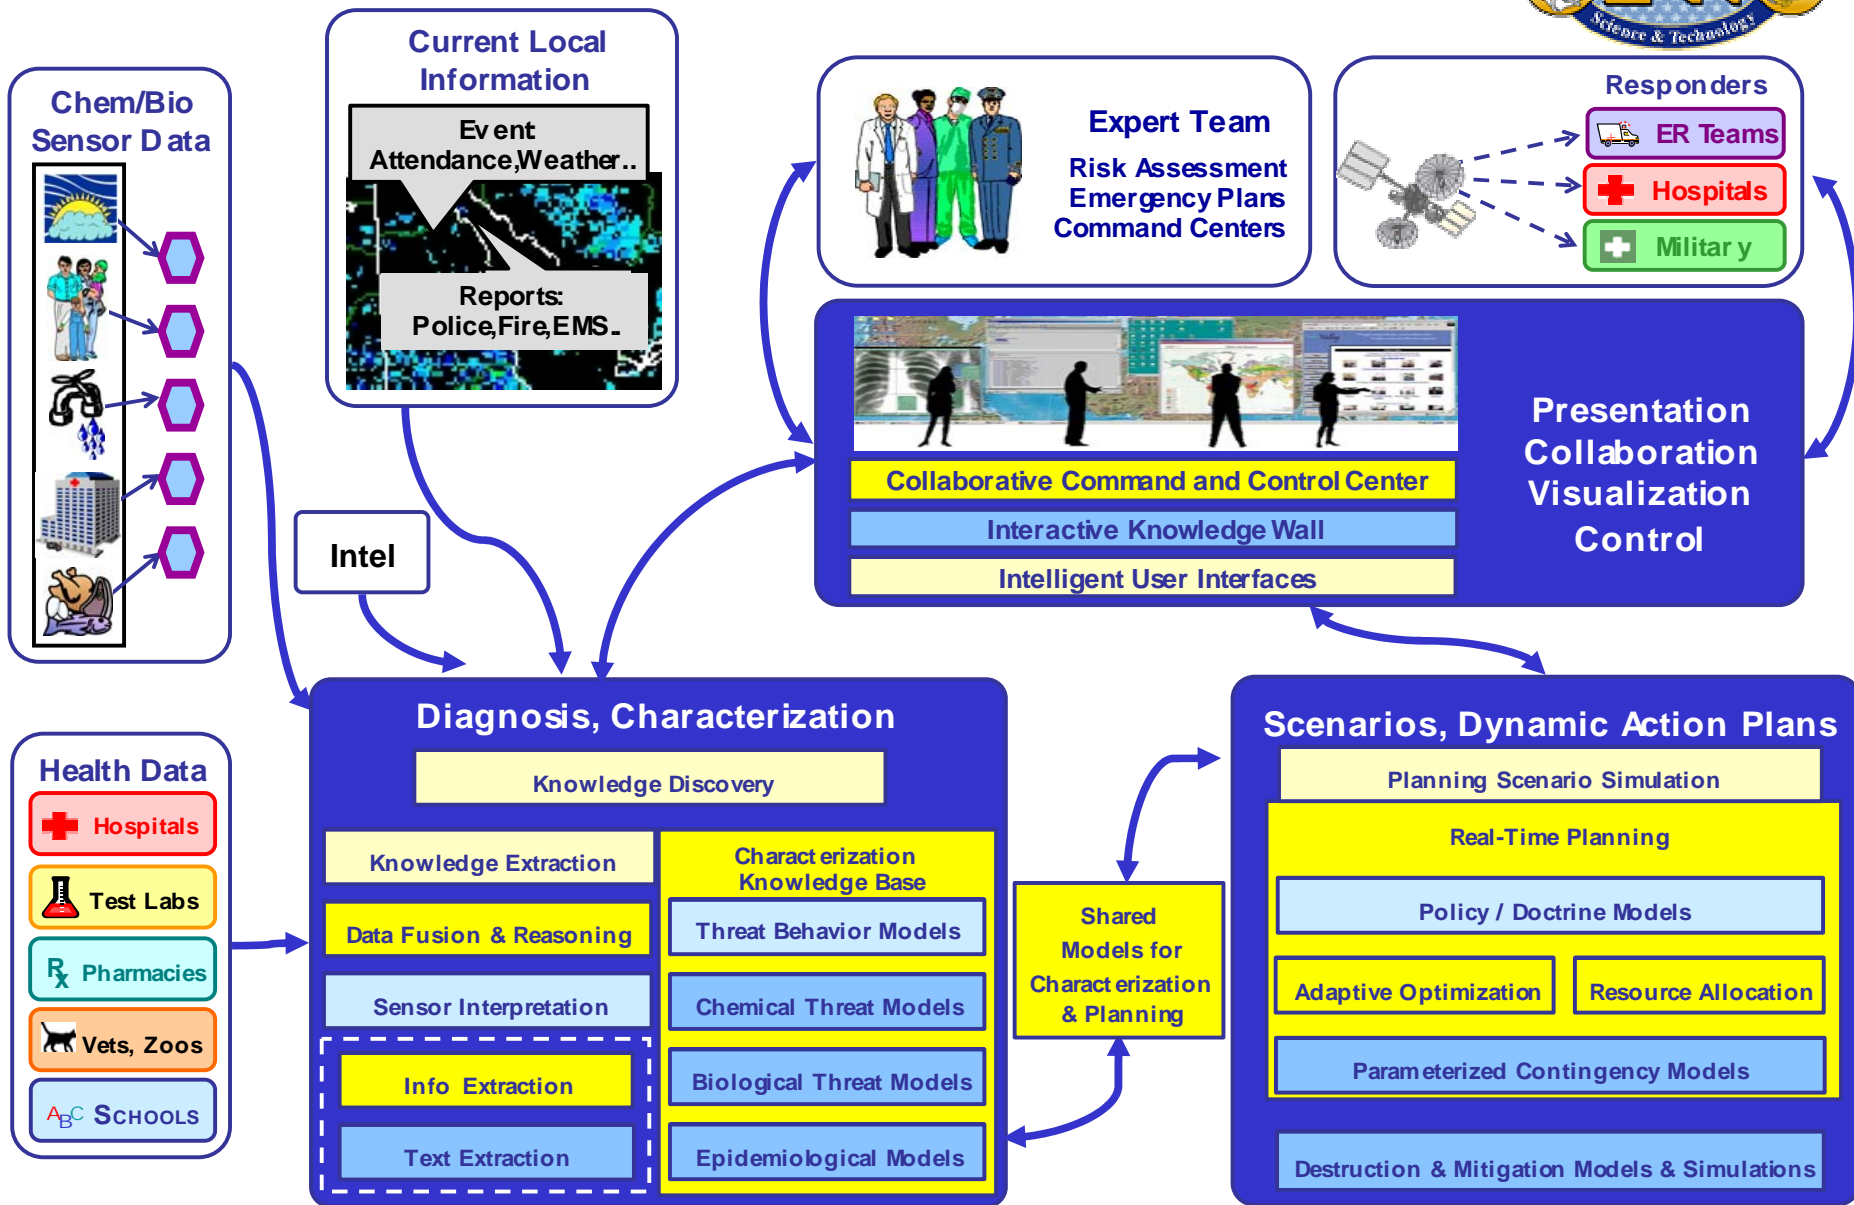 Science & Technology
Current Local
Information
Event:
Attendance,Weather..
Reports:
Police,Fire,EMS..
Chem/Bio
Sensor Data
Expert Team
Risk Assessment
Emergency Plans
Command Centers
Responders
ER Teams
Hospitals
Military
Presentation
Collaboration
Visualization
Control
Collaborative Command and Control Center
Interactive Knowledge Wall
Intelligent User Interfaces
Intel
Health Data
Hospitals
Test Labs
Rx Pharmacies
Vets, Zoos
ABC SCHOOLS
Diagnosis, Characterization
Knowledge Discovery
Knowledge Extraction
Data Fusion & Reasoning
Sensor Interpretation
Info Extraction
Text Extraction
Characterization
Knowledge Base
Threat Behavior Models
Chemical Threat Models
Biological Threat Models
Epidemiological Models
Shared
Models for
Characterization
& Planning
Scenarios, Dynamic Action Plans
Planning Scenario Simulation
Real-Time Planning
Policy / Doctrine Models
Adaptive Optimization
Resource Allocation
Parameterized Contingency Models
Destruction & Mitigation Models & Simulations